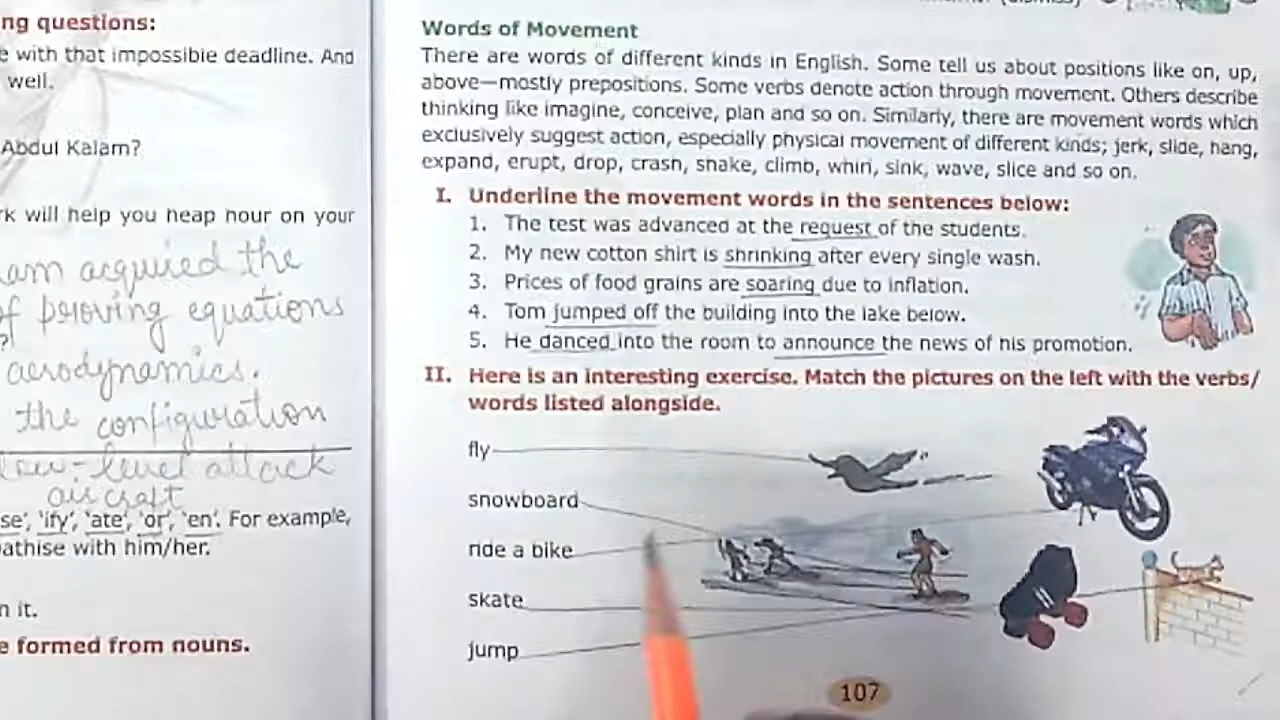 ng questions:
e with that impossible deadline. And
well.
Abdul Kalam?
rk will help you heap hour on your
am acquired the
of proving equations
aerodynamics.
the configuration
low-level attack
aircraft
se', 'ify', 'ate', 'or', 'en'. For example,
athise with him/her.
n it.
e formed from nouns.
Words of Movement
There are words of different kinds in English. Some tell us about positions like on, up,
above—mostly prepositions. Some verbs denote action through movement. Others describe
thinking like imagine, conceive, plan and so on. Similarly, there are movement words which
exclusively suggest action, especially physical movement of different kinds; jerk, slide, hang,
expand, erupt, drop, crash, shake, climb, whirl, sink, wave, slice and so on.
I. Underline the movement words in the sentences below:
1. The test was advanced at the request of the students.
2. My new cotton shirt is shrinking after every single wash.
3. Prices of food grains are soaring due to inflation.
4. Tom jumped off the building into the lake below.
5. He danced into the room to announce the news of his promotion.
II. Here is an interesting exercise. Match the pictures on the left with the verbs/
words listed alongside.
fly
snowboard
ride a bike
skate
jump
107